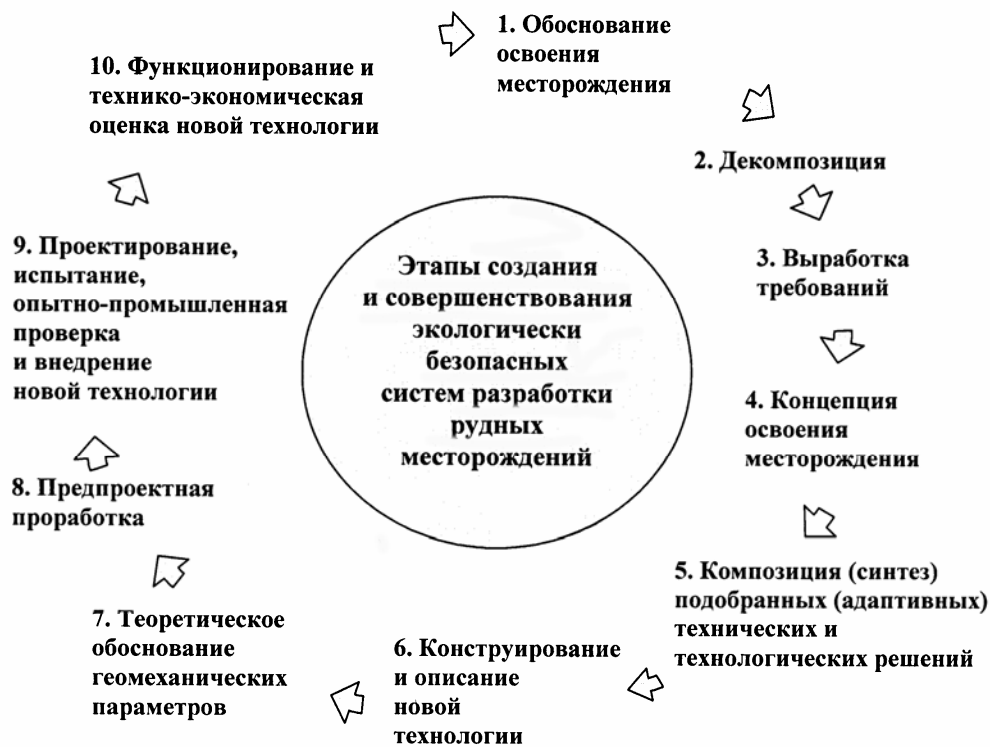 1. Обоснование
освоения
месторождения
2. Декомпозиция
3. Выработка
требований
4. Концепция
освоения
месторождения
5. Композиция (синтез)
подобранных (адаптивных)
технических и
технологических решений
6. Конструирование
и описание
новой
технологии
7. Теоретическое
обоснование
геомеханических
параметров
8. Предпроектная
проработка
9. Проектирование,
испытание,
опытно-промышленная
проверка
и внедрение
новой технологии
10. Функционирование и
технико-экономическая
оценка новой технологии
Этапы создания
и совершенствования
экологически
безопасных
систем разработки
рудных
месторождений